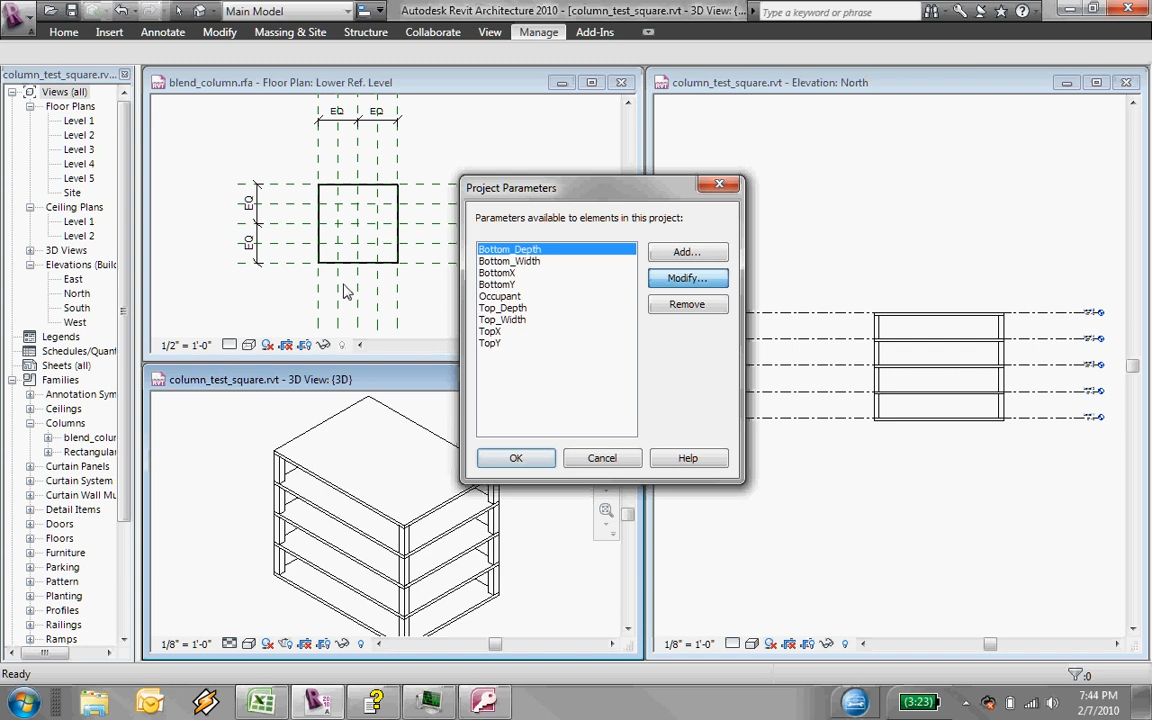 Main Model
Autodesk Revit Architecture 2010 - [column_test_square.rvt - 3D View: {...
Type a keyword or phrase
Home Insert Annotate Modify Massing & Site Structure Collaborate View Manage Add-Ins
column_test_square.rv...
Views (all)
Floor Plans
Level 1
Level 2
Level 3
Level 4
Level 5
Site
Ceiling Plans
Level 1
Level 2
3D Views
Elevations (Buil
East
North
South
West
Legends
Schedules/Quant
Sheets (all)
Families
Annotation Sym
Ceilings
Columns
blend_colur
Rectangular
Curtain Panels
Curtain System
Curtain Wall Mu
Detail Items
Doors
Floors
Furniture
Parking
Pattern
Planting
Profiles
Railings
Ramps
blend_column.rfa - Floor Plan: Lower Ref. Level
EQ EQ
EQ
EQ
1/2" = 1'-0"
column_test_square.rvt - 3D View: {3D}
1/8" = 1'-0"
column_test_square.rvt - Elevation: North
1/8" = 1'-0"
Project Parameters
Parameters available to elements in this project:
Bottom_Depth
Bottom_Width
BottomX
BottomY
Occupant
Top_Depth
Top_Width
TopX
TopY
Add...
Modify...
Remove
OK Cancel Help
Ready
:0
(3:23)
7:44 PM
2/7/2010